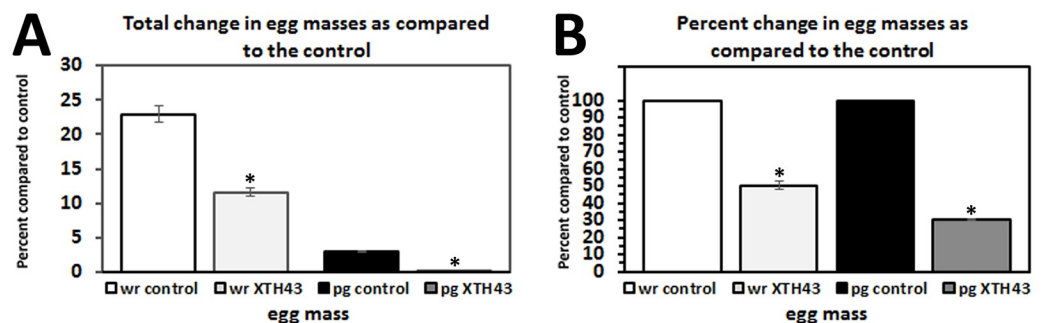 A
Total change in egg masses as compared
to the control
Percent compared to control
30
25
20
15
10
5
0
*
*
wr control wr XTH43 pg control pg XTH43
egg mass
B
Percent change in egg masses as
compared to the control
Percent compared to control
100
90
80
70
60
50
40
30
20
10
0
*
*
wr control wr XTH43 pg control pg XTH43
egg mass